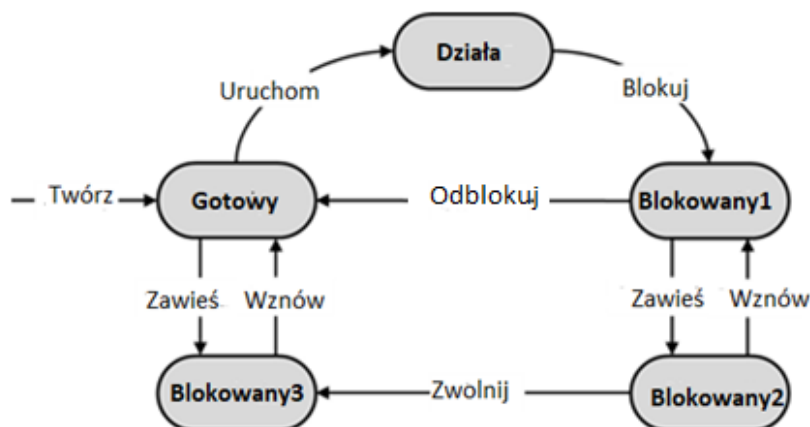 Działa
Uruchom
Blokuj
Twórz
Gotowy
Odblokuj
Blokowany1
Zawieś
Wznów
Zawieś
Wznów
Blokowany3
Zwolnij
Blokowany2